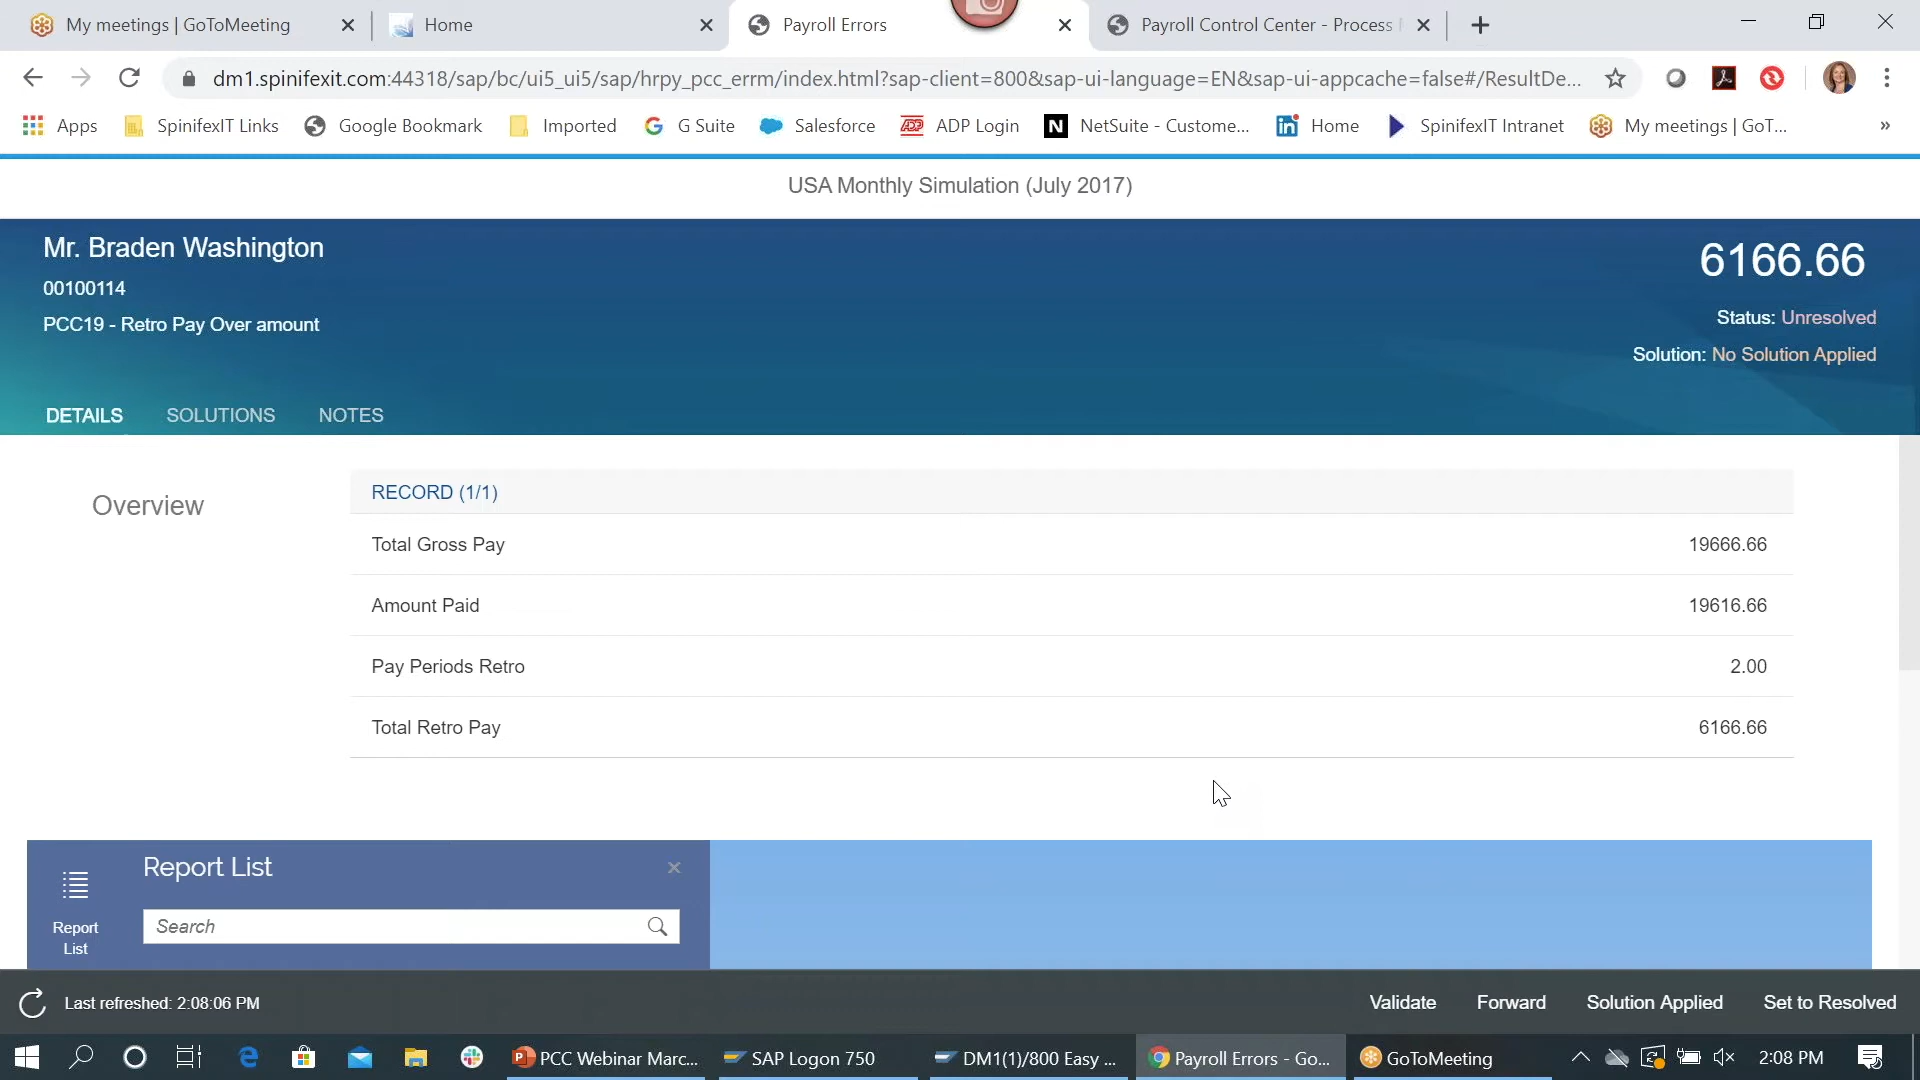 My meetings | GoToMeeting
Home
Payroll Errors
Payroll Control Center - Process
dm1.spinifexit.com:44318/sap/bc/ui5_ui5/sap/hrpy_pcc_errm/index.html?sap-client=800&sap-ui-language=EN&sap-ui-appcache=false#/ResultDe...
Apps
SpinifexIT Links
Google Bookmark
Imported
G Suite
Salesforce
ADP Login
NetSuite - Custome...
Home
SpinifexIT Intranet
My meetings | GoT...
USA Monthly Simulation (July 2017)
Mr. Braden Washington
6166.66
00100114
Status: Unresolved
PCC19 - Retro Pay Over amount
Solution: No Solution Applied
DETAILS
SOLUTIONS
NOTES
Overview
RECORD (1/1)
Total Gross Pay
19666.66
Amount Paid
19616.66
Pay Periods Retro
2.00
Total Retro Pay
6166.66
Report List
Report
List
Search
Last refreshed: 2:08:06 PM
Validate
Forward
Solution Applied
Set to Resolved
PCC Webinar Marc...
SAP Logon 750
DM1(1)/800 Easy ...
Payroll Errors - Go...
GoToMeeting
2:08 PM